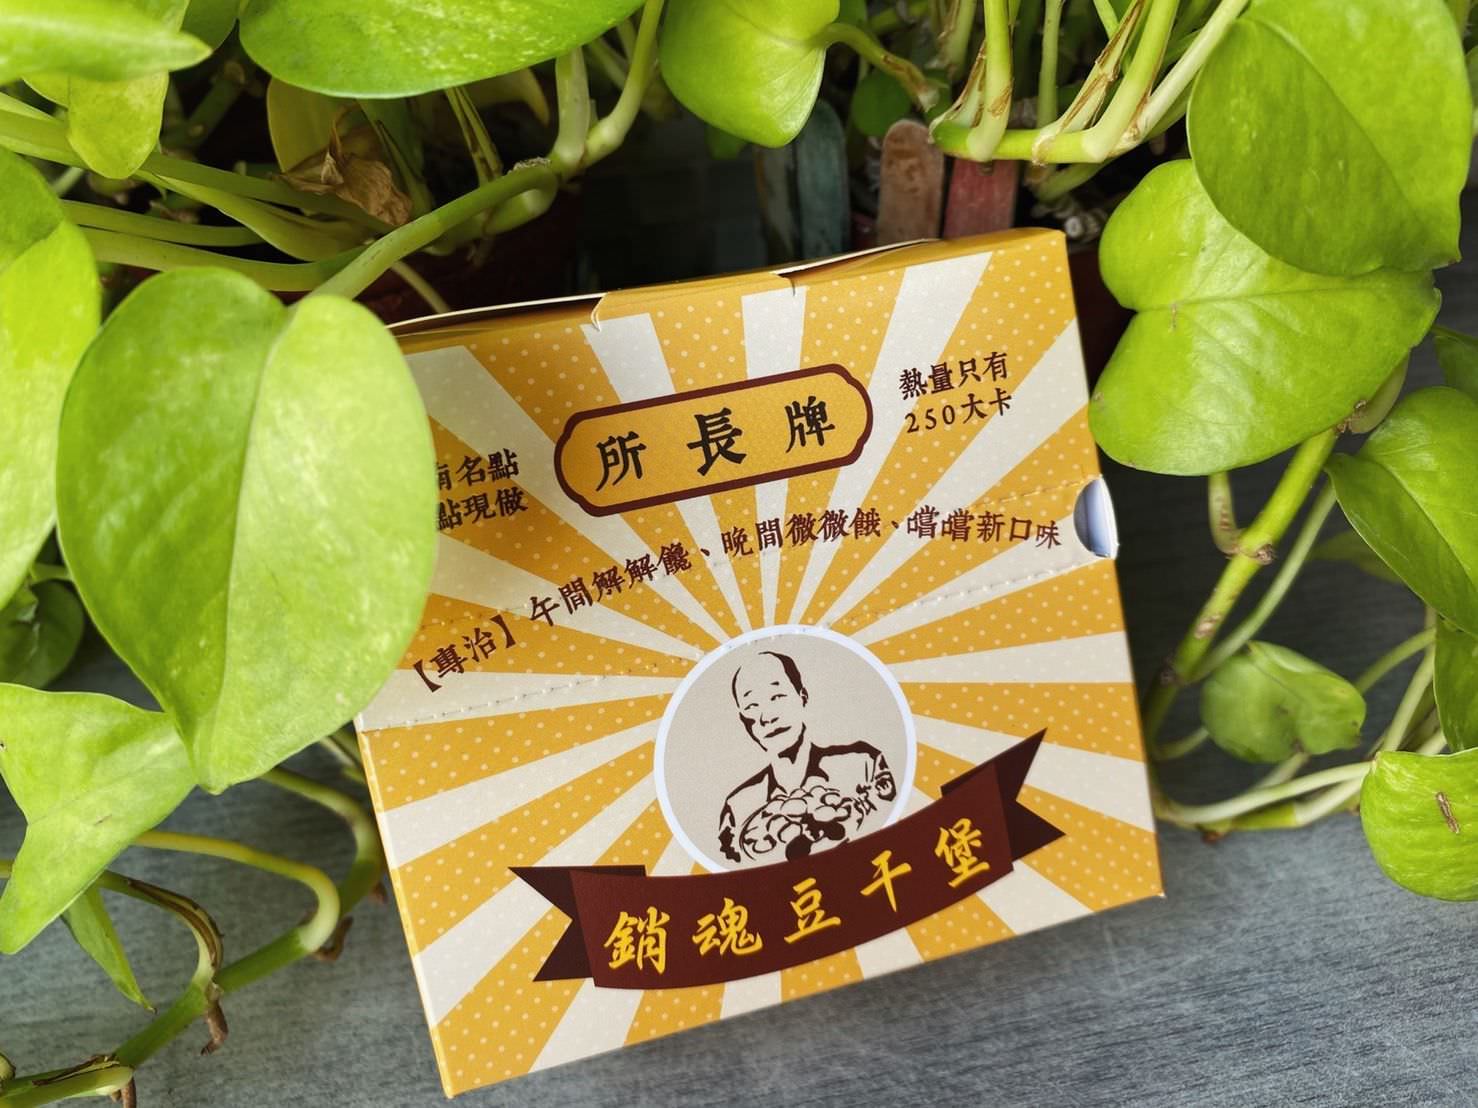 所長牌
熱量只有
250大卡
南名點
點現做
【專治】午間解解饞、晚間微微餓、嚐嚐新口味
銷魂豆干堡